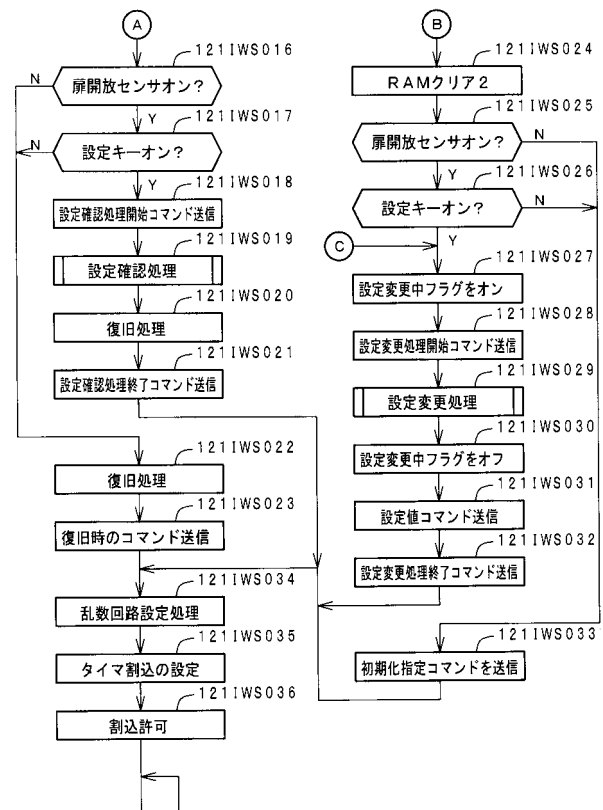 A
121IWS016
扉開放センサオン？
N
Y
121IWS017
設定キーオン？
N
Y
121IWS018
設定確認処理開始コマンド送信
121IWS019
設定確認処理
121IWS020
復旧処理
121IWS021
設定確認処理終了コマンド送信
121IWS022
復旧処理
121IWS023
復旧時のコマンド送信
121IWS034
乱数回路設定処理
121IWS035
タイマ割込の設定
121IWS036
割込許可
B
121IWS024
RAMクリア2
121IWS025
扉開放センサオン？
N
Y
121IWS026
設定キーオン？
N
C
Y
121IWS027
設定変更中フラグをオン
121IWS028
設定変更処理開始コマンド送信
121IWS029
設定変更処理
121IWS030
設定変更中フラグをオフ
121IWS031
設定値コマンド送信
121IWS032
設定変更処理終了コマンド送信
121IWS033
初期化指定コマンドを送信